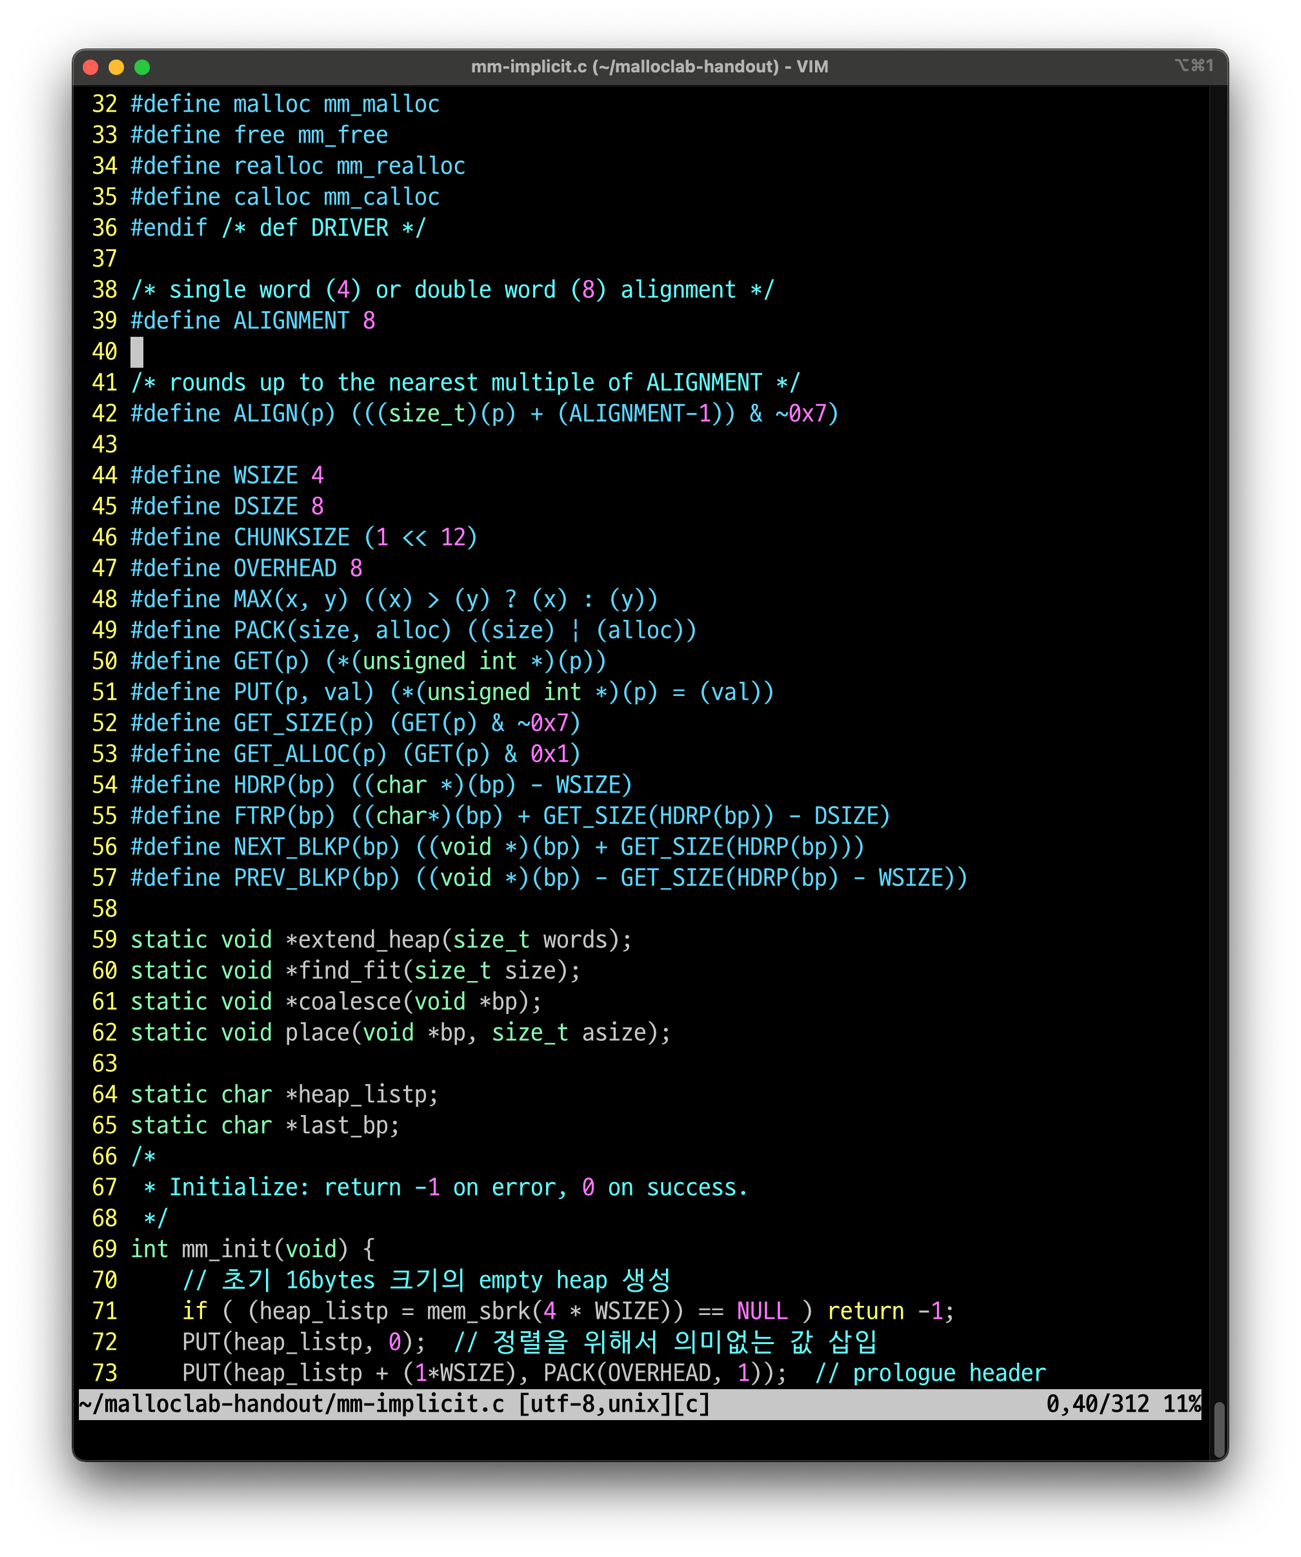 mm-implicit.c (~/malloclab-handout) - VIM
⌥⌘1
32 #define malloc mm_malloc
33 #define free mm_free
34 #define realloc mm_realloc
35 #define calloc mm_calloc
36 #endif /* def DRIVER */
37
38 /* single word (4) or double word (8) alignment */
39 #define ALIGNMENT 8
40
41 /* rounds up to the nearest multiple of ALIGNMENT */
42 #define ALIGN(p) (((size_t)(p) + (ALIGNMENT-1)) & ~0x7)
43
44 #define WSIZE 4
45 #define DSIZE 8
46 #define CHUNKSIZE (1 << 12)
47 #define OVERHEAD 8
48 #define MAX(x, y) ((x) > (y) ? (x) : (y))
49 #define PACK(size, alloc) ((size) | (alloc))
50 #define GET(p) (*(unsigned int *)(p))
51 #define PUT(p, val) (*(unsigned int *)(p) = (val))
52 #define GET_SIZE(p) (GET(p) & ~0x7)
53 #define GET_ALLOC(p) (GET(p) & 0x1)
54 #define HDRP(bp) ((char *)(bp) - WSIZE)
55 #define FTRP(bp) ((char*)(bp) + GET_SIZE(HDRP(bp)) - DSIZE)
56 #define NEXT_BLKP(bp) ((void *)(bp) + GET_SIZE(HDRP(bp)))
57 #define PREV_BLKP(bp) ((void *)(bp) - GET_SIZE(HDRP(bp) - WSIZE))
58
59 static void *extend_heap(size_t words);
60 static void *find_fit(size_t size);
61 static void *coalesce(void *bp);
62 static void place(void *bp, size_t asize);
63
64 static char *heap_listp;
65 static char *last_bp;
66 /*
67  * Initialize: return -1 on error, 0 on success.
68  */
69 int mm_init(void) {
70     // 초기 16bytes 크기의 empty heap 생성
71     if ( (heap_listp = mem_sbrk(4 * WSIZE)) == NULL ) return -1;
72     PUT(heap_listp, 0);  // 정렬을 위해서 의미없는 값 삽입
73     PUT(heap_listp + (1*WSIZE), PACK(OVERHEAD, 1));  // prologue header
~/malloclab-handout/mm-implicit.c [utf-8,unix][c] 0,40/312 11%